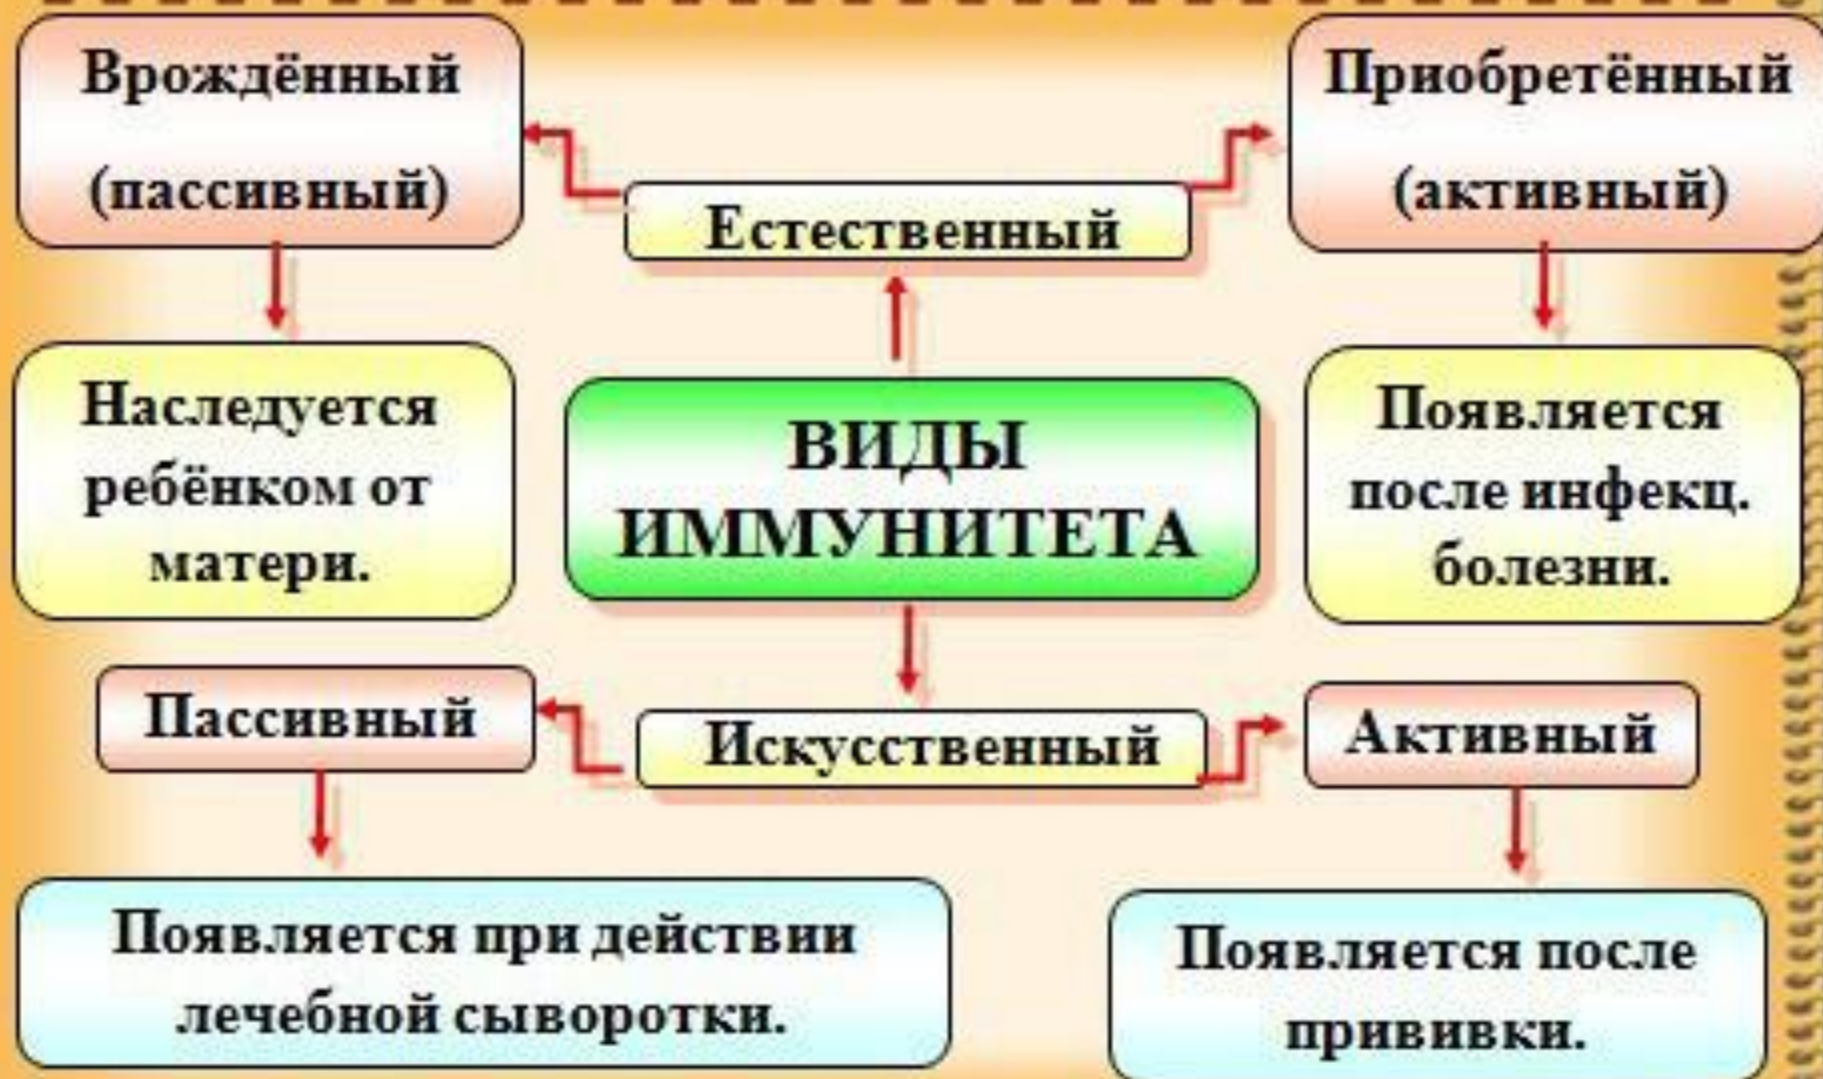 Врождённый
(пассивный)
Приобретённый
(активный)
Естественный
Наследуется
ребёнком от
матери.
ВИДЫ
ИММУНИТЕТА
Появляется
после инфекц.
болезни.
Пассивный
Искусственный
Активный
Появляется при действии
лечебной сыворотки.
Появляется после
прививки.